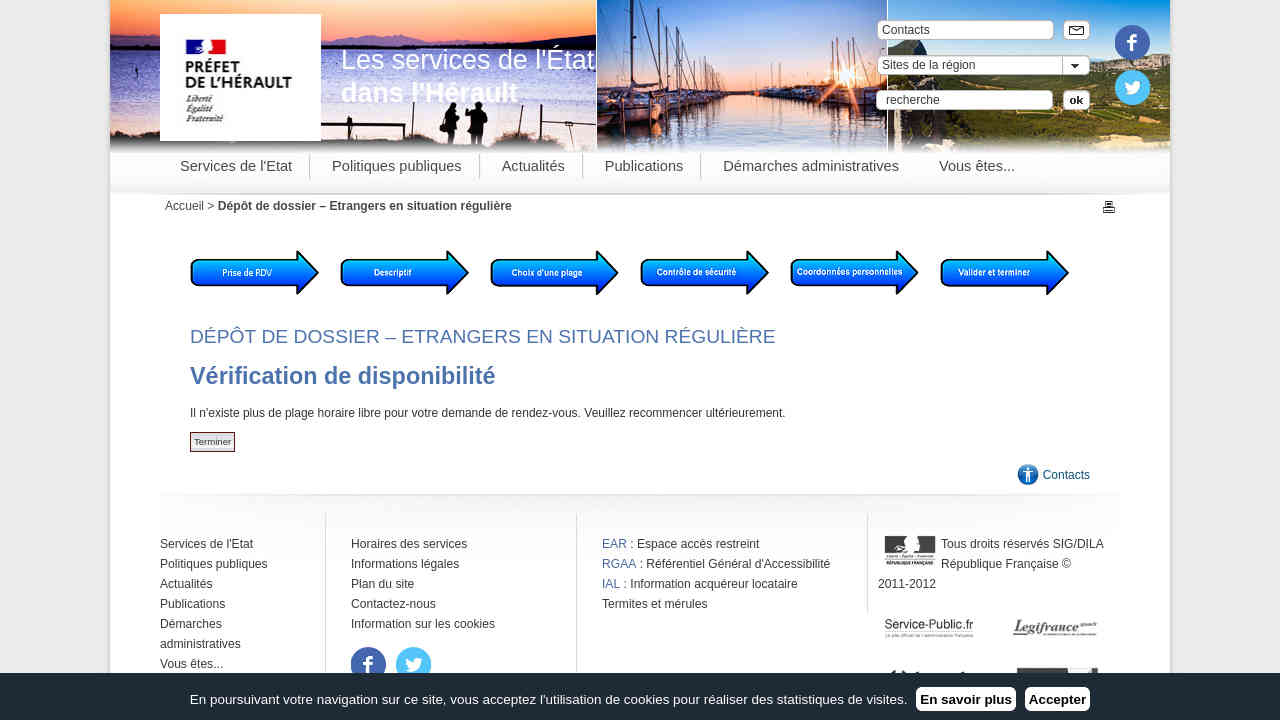 PRÉFET
DE L'HÉRAULT
Liberté
Égalité
Fraternité
Les services de l'État
dans l'Hérault
Contacts
Sites de la région
recherche
ok
Services de l'Etat
Politiques publiques
Actualités
Publications
Démarches administratives
Vous êtes...
Accueil > Dépôt de dossier – Etrangers en situation régulière
Prise de RDV
Descriptif
Choix d'une plage
Contrôle de sécurité
Coordonnées personnelles
Valider et terminer
DÉPÔT DE DOSSIER – ETRANGERS EN SITUATION RÉGULIÈRE
Vérification de disponibilité
Il n'existe plus de plage horaire libre pour votre demande de rendez-vous. Veuillez recommencer ultérieurement.
Terminer
Contacts
Services de l'Etat
Politiques publiques
Actualités
Publications
Démarches
administratives
Vous êtes...
Horaires des services
Informations légales
Plan du site
Contactez-nous
Information sur les cookies
EAR : Espace accès restreint
RGAA : Référentiel Général d'Accessibilité
IAL : Information acquéreur locataire
Termites et mérules
RÉPUBLIQUE FRANÇAISE
Tous droits réservés SIG/DILA
République Française ©
2011-2012
Service-Public.fr
Legifrance
En poursuivant votre navigation sur ce site, vous acceptez l'utilisation de cookies pour réaliser des statistiques de visites.
En savoir plus
Accepter